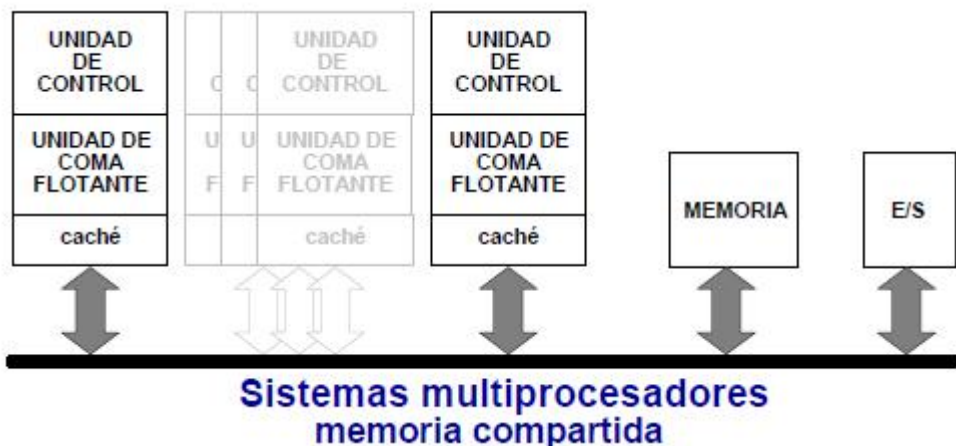 UNIDAD
DE
CONTROL
UNIDAD DE
COMA
FLOTANTE
caché
C
U
F
C
U
F
UNIDAD
DE
CONTROL
UNIDAD DE
COMA
FLOTANTE
caché
UNIDAD
DE
CONTROL
UNIDAD DE
COMA
FLOTANTE
caché
MEMORIA
E/S
Sistemas multiprocesadores
memoria compartida